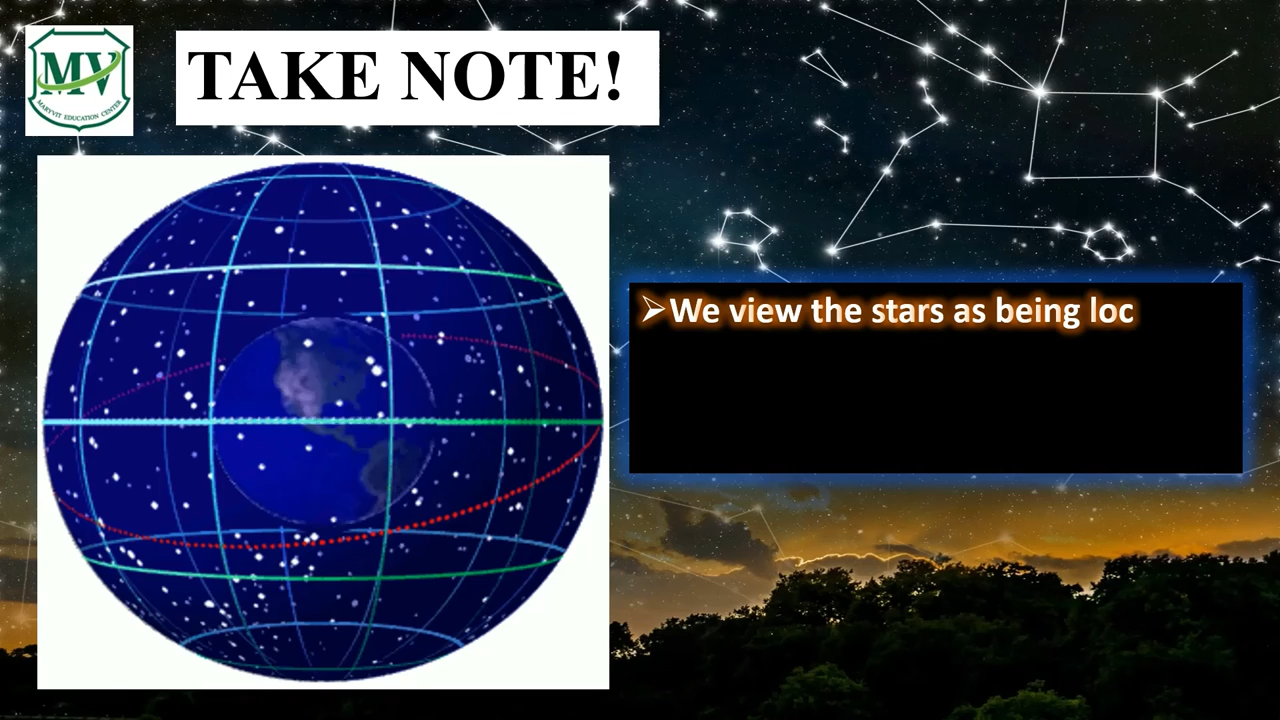 MV
MARYVIT EDUCATION CENTER
TAKE NOTE!
➢We view the stars as being loc